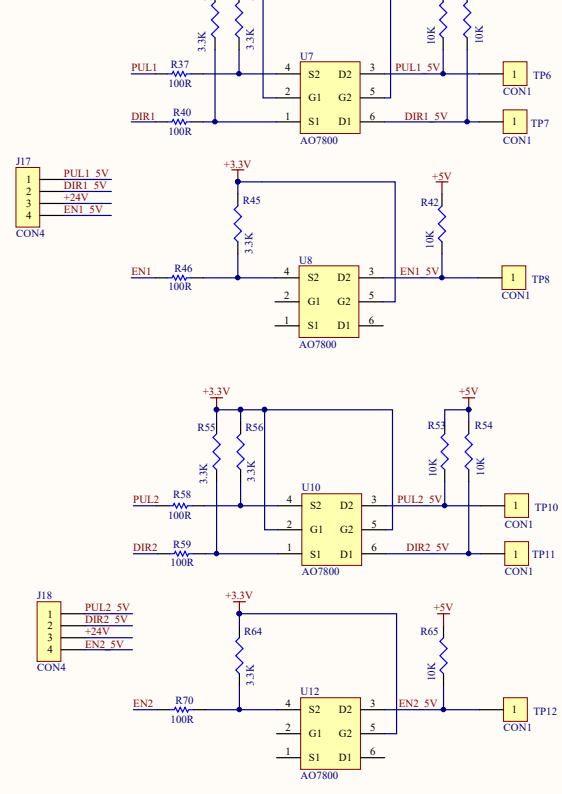 3.3K 3.3K 10K 10K
U7
PUL1 R37 4 S2 D2 3 PUL1_5V 1 TP6
100R 2 G1 G2 5 CON1
DIR1 R40 1 S1 D1 6 DIR1_5V 1 TP7
100R AO7800 CON1
J17
1 PUL1_5V
2 DIR1_5V
3 +24V
4 EN1_5V
CON4
+3.3V +5V
R45 R42
3.3K 10K
U8
EN1 R46 4 S2 D2 3 EN1_5V 1 TP8
100R 2 G1 G2 5 CON1
1 S1 D1 6
AO7800
+3.3V +5V
R55 R56 R53 R54
3.3K 3.3K 10K 10K
U10
PUL2 R58 4 S2 D2 3 PUL2_5V 1 TP10
100R 2 G1 G2 5 CON1
DIR2 R59 1 S1 D1 6 DIR2_5V 1 TP11
100R AO7800 CON1
J18
1 PUL2_5V
2 DIR2_5V
3 +24V
4 EN2_5V
CON4
+3.3V +5V
R64 R65
3.3K 10K
U12
EN2 R70 4 S2 D2 3 EN2_5V 1 TP12
100R 2 G1 G2 5 CON1
1 S1 D1 6
AO7800